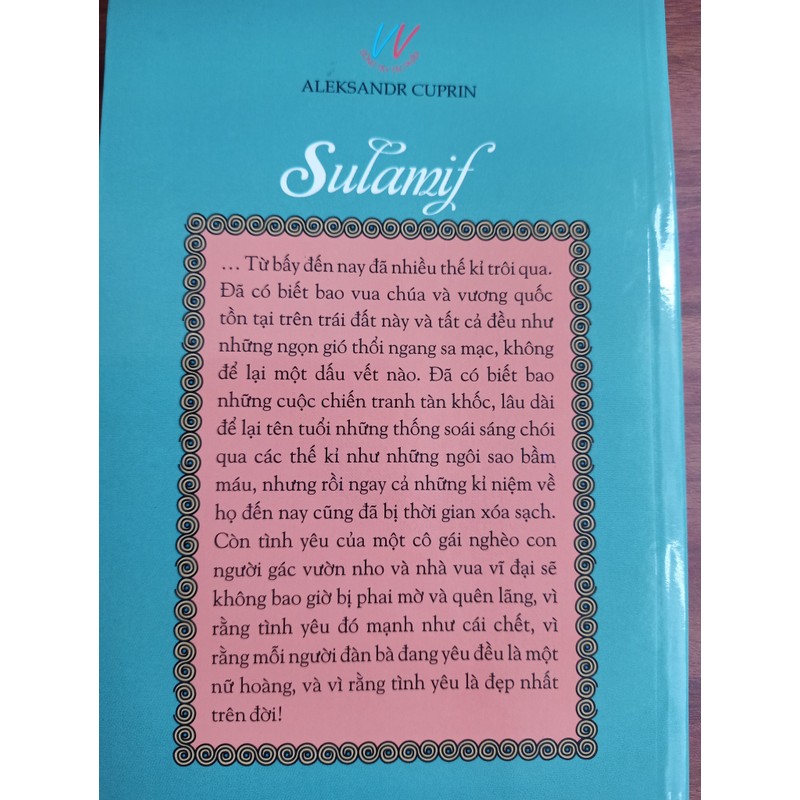 ALEKSANDR CUPRIN
Sulamif
... Từ bấy đến nay đã nhiều thế kỉ trôi qua.
Đã có biết bao vua chúa và vương quốc
tồn tại trên trái đất này và tất cả đều như
những ngọn gió thổi ngang sa mạc, không
để lại một dấu vết nào. Đã có biết bao
những cuộc chiến tranh tàn khốc, lâu dài
để lại tên tuổi những thống soái sáng chói
qua các thế kỉ như những ngôi sao bầm
máu, nhưng rồi ngay cả những kỉ niệm về
họ đến nay cũng đã bị thời gian xóa sạch.
Còn tình yêu của một cô gái nghèo con
người gác vườn nho và nhà vua vĩ đại sẽ
không bao giờ bị phai mờ và quên lãng, vì
rằng tình yêu đó mạnh như cái chết, vì
rằng mỗi người đàn bà đang yêu đều là một
nữ hoàng, và vì rằng tình yêu là đẹp nhất
trên đời!